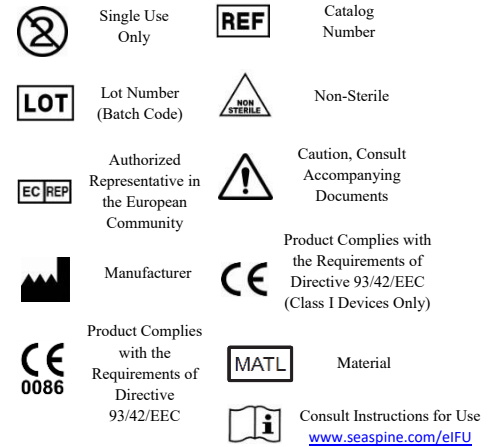 2
Single Use
Only
REF
Catalog
Number
LOT
Lot Number
(Batch Code)
NON
STERILE
Non-Sterile
EC REP
Authorized
Representative in
the European
Community
Caution, Consult
Accompanying
Documents
!
Manufacturer
CE
Product Complies with
the Requirements of
Directive 93/42/EEC
(Class I Devices Only)
CE
0086
Product Complies
with the
Requirements of
Directive
93/42/EEC
MATL
Material
i
Consult Instructions for Use
www.seaspine.com/eIFU